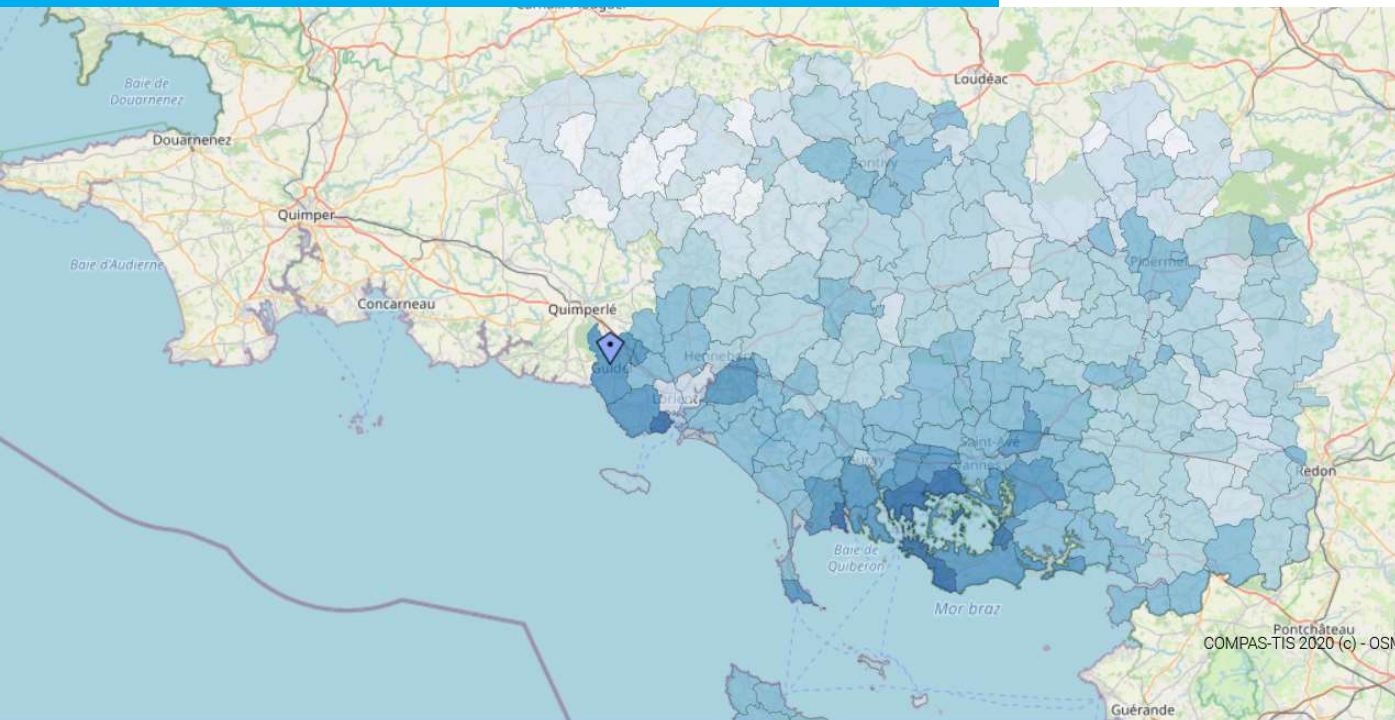 Loudéac
Baie de
Douarnenez
Douarnenez
Pontivy
Quimper
Baie d'Audierne
Ploërmel
Concarneau
Quimperlé
Hennebont
Guidel
Lorient
Saint-Avé
Auray
Vannes
Redon
Baie de
Quiberon
Mor braz
Pontchâteau
COMPAS-TIS 2020 (c) - OSM
Guérande